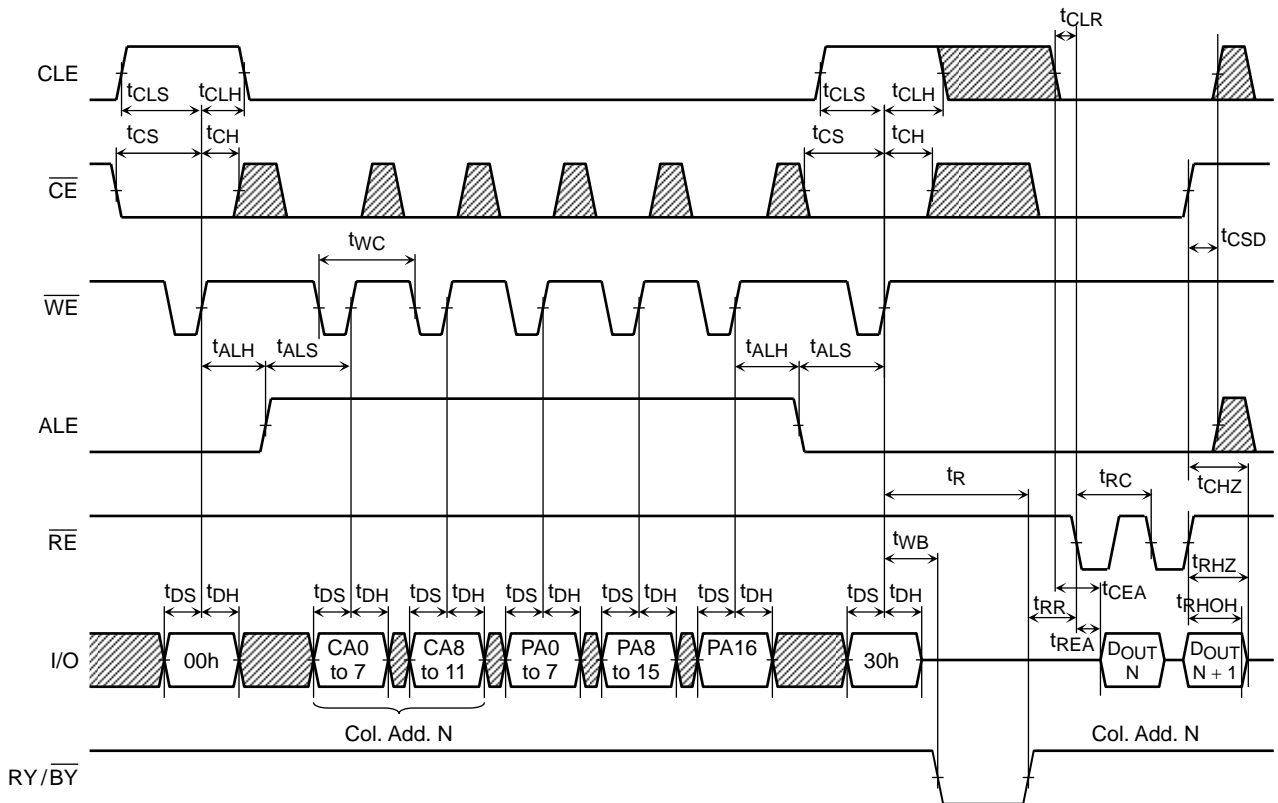 tCLR
CLE
tCLS tCLH tCLS tCLH
tCS tCH tCS tCH
CE
tWC tCSD
WE
tALH tALS tALH tALS
ALE
tR tRC tCHZ
RE
tWB tRHZ
tDS tDH tDS tDH tDS tDH tDS tDH tDS tDH tDS tDH tDS tDH tRR tCEA tRHOH
tREA
I/O 00h CA0 to 7 CA8 to 11 PA0 to 7 PA8 to 15 PA16 30h DOUT N DOUT N + 1
Col. Add. N Col. Add. N
RY/BY